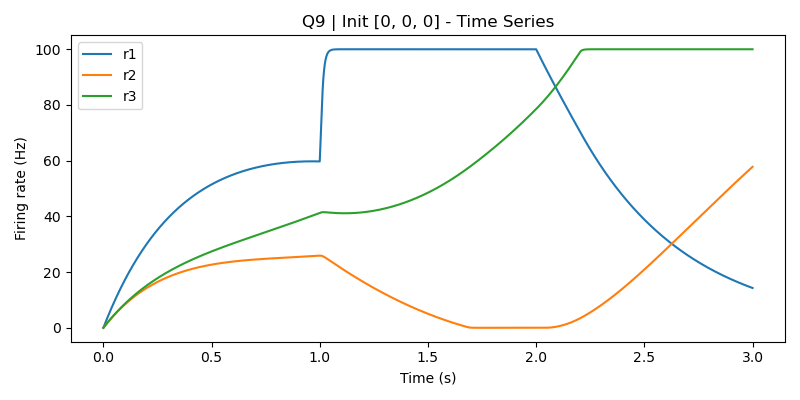 Q9 | Init [0, 0, 0] - Time Series
r1
r2
r3
Firing rate (Hz)
100
80
60
40
20
0
0.0 0.5 1.0 1.5 2.0 2.5 3.0
Time (s)